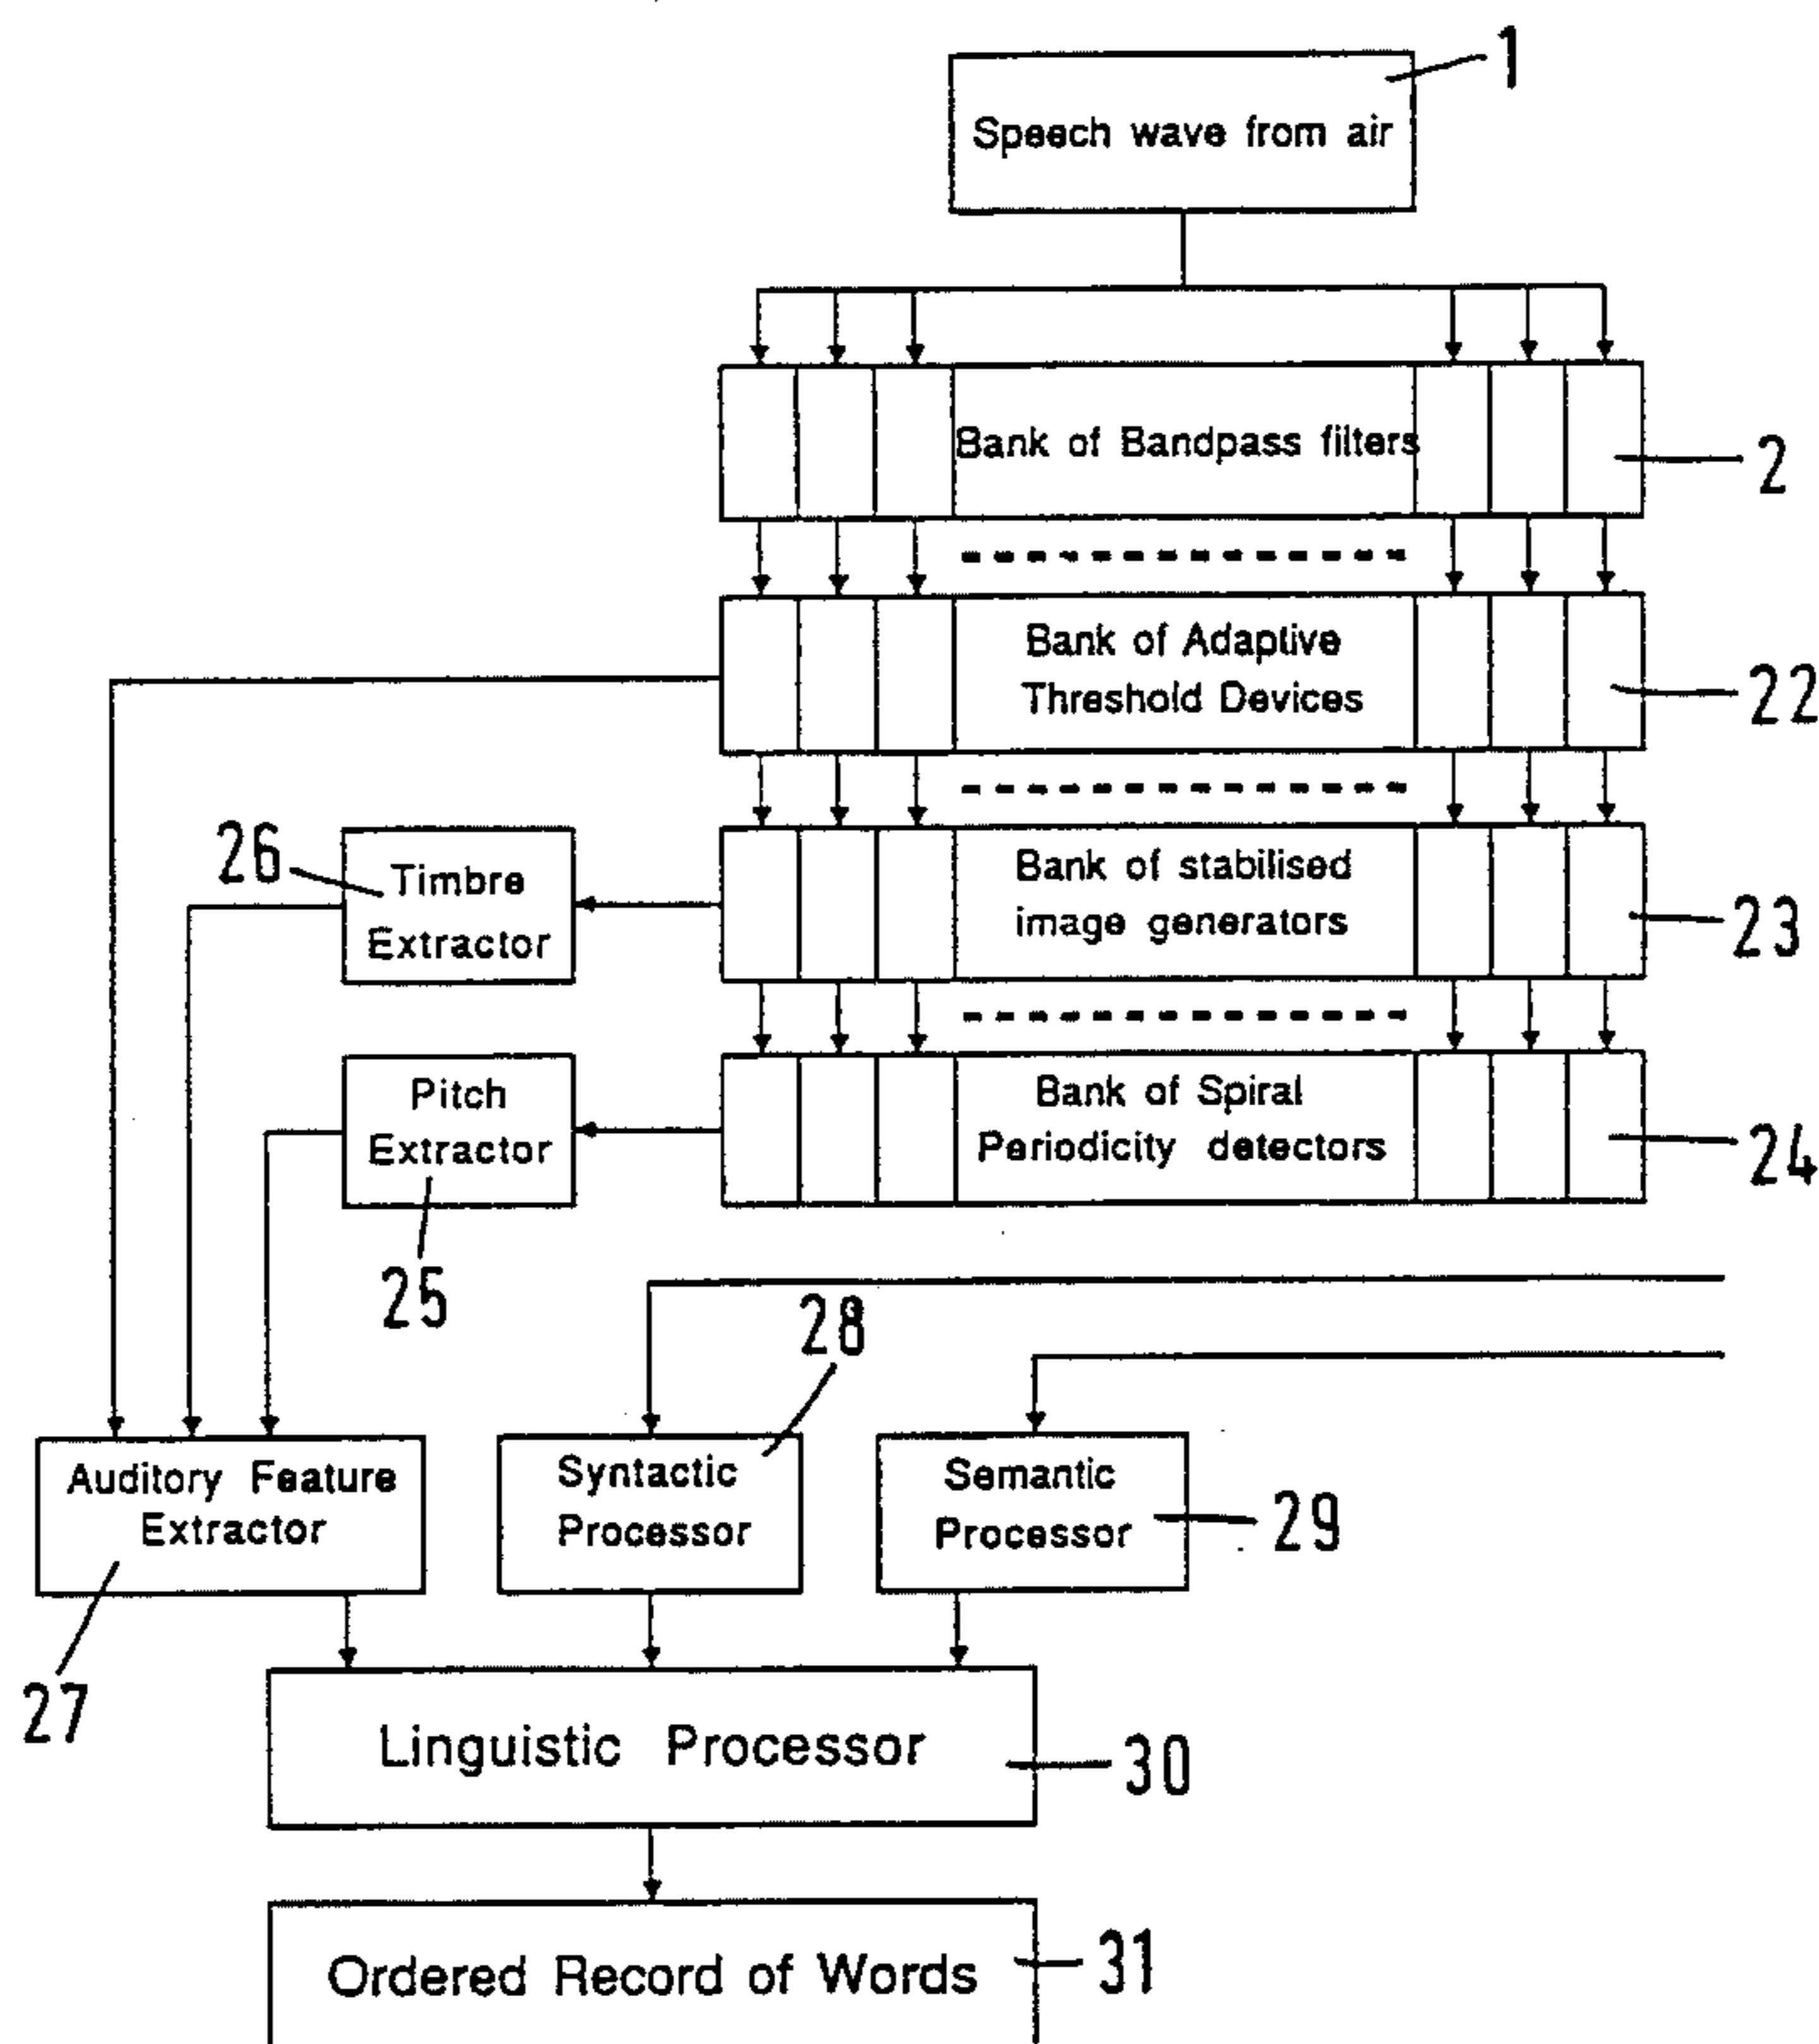 1
Speech wave from air
Bank of Bandpass filters
2
Bank of Adaptive
Threshold Devices
22
26
Timbre
Extractor
Bank of stabilised
image generators
23
Pitch
Extractor
25
Bank of Spiral
Periodicity detectors
24
28
Auditory Feature
Extractor
27
Syntactic
Processor
Semantic
Processor
29
Linguistic Processor
30
Ordered Record of Words
31